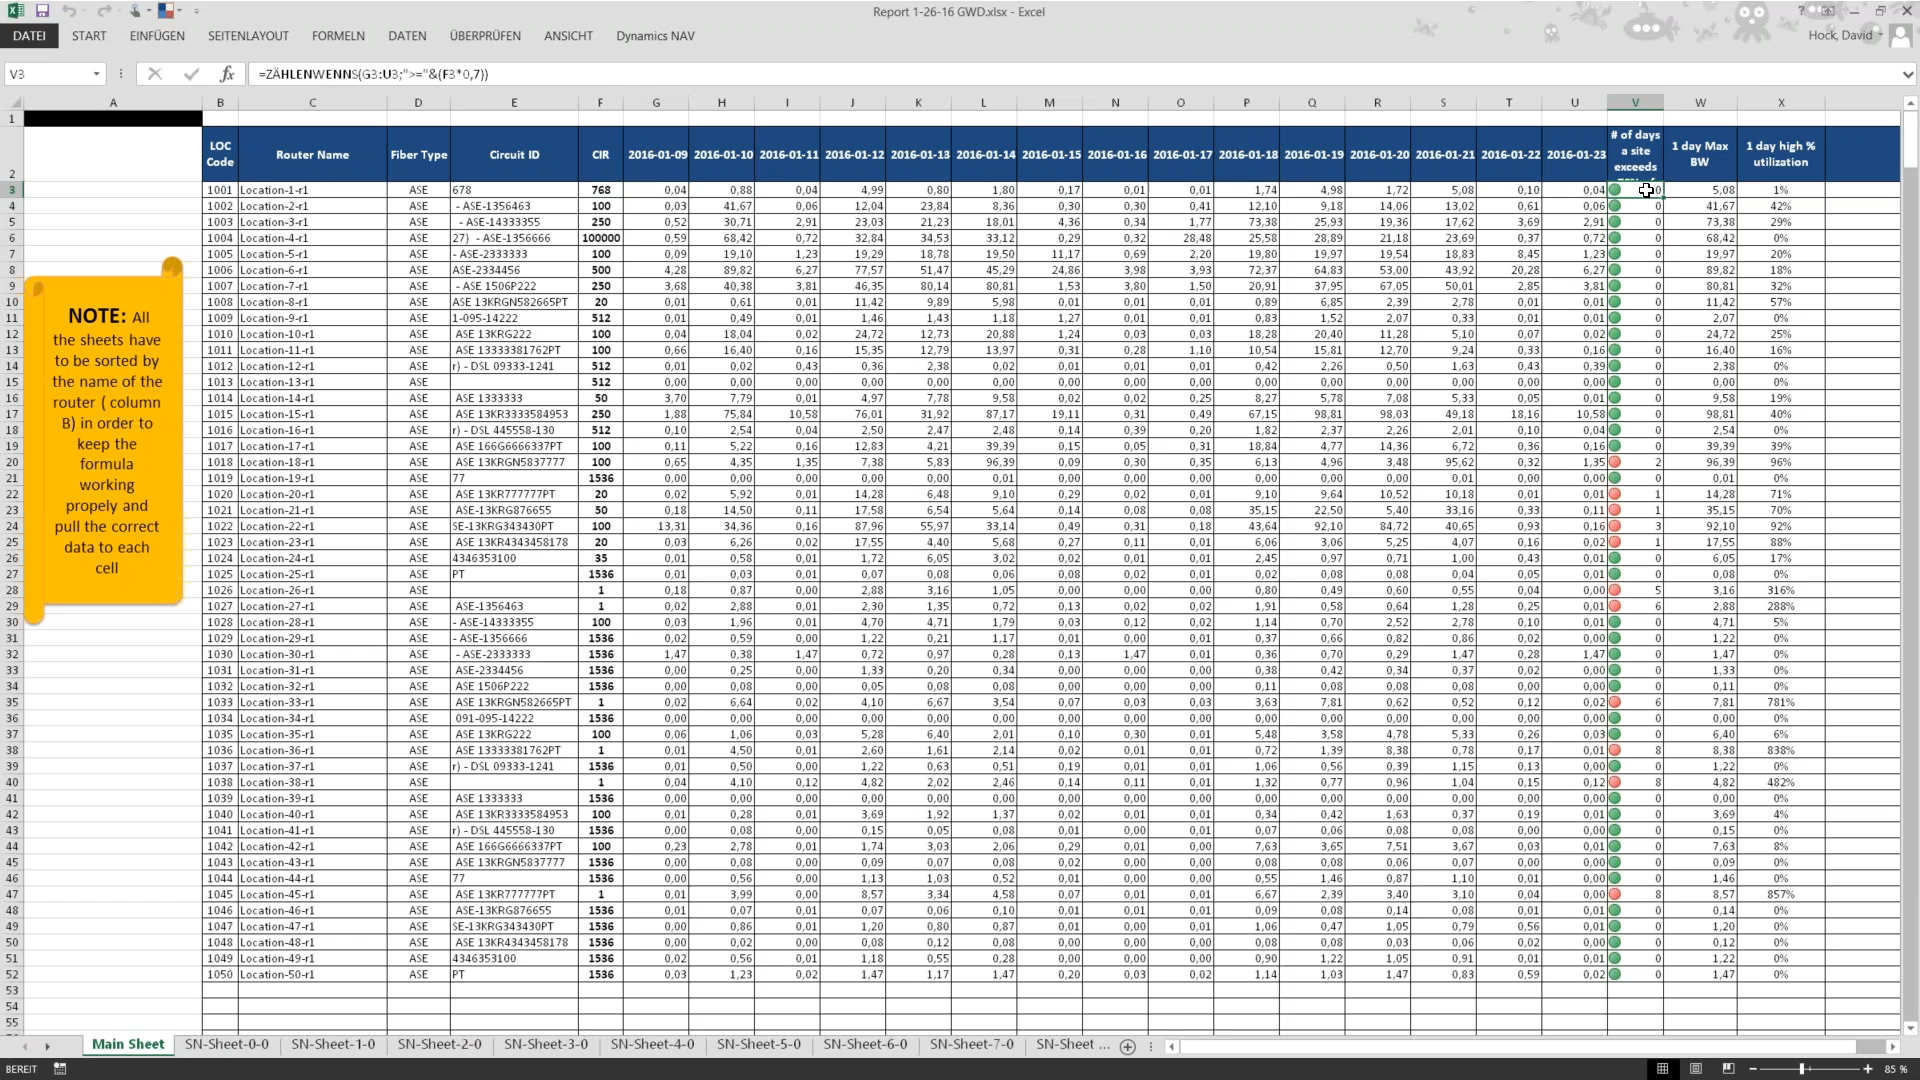 Report 1-26-16 GWD.xlsx - Excel
DATEI START EINFÜGEN SEITENLAYOUT FORMELN DATEN ÜBERPRÜFEN ANSICHT Dynamics NAV Hock, David
V3 fx =ZÄHLENWENNS(G3:U3;">="&(F3*0,7))
A B C D E F G H I J K L M N O P Q R S T U V W X
1
2 LOC Code Router Name Fiber Type Circuit ID CIR 2016-01-09 2016-01-10 2016-01-11 2016-01-12 2016-01-13 2016-01-14 2016-01-15 2016-01-16 2016-01-17 2016-01-18 2016-01-19 2016-01-20 2016-01-21 2016-01-22 2016-01-23 # of days a site exceeds 1 day Max BW 1 day high % utilization
3 1001 Location-1-r1 ASE 678 768 0,04 0,88 0,04 4,99 0,80 1,80 0,17 0,01 0,01 1,74 4,98 1,72 5,08 0,10 0,04 0 5,08 1%
4 1002 Location-2-r1 ASE - ASE-1356463 100 0,03 41,67 0,06 12,04 23,84 8,36 0,30 0,30 0,41 12,10 9,18 14,06 13,02 0,61 0,06 0 41,67 42%
5 1003 Location-3-r1 ASE - ASE-14333355 250 0,52 30,71 2,91 23,03 21,23 18,01 4,36 0,34 1,77 73,38 25,93 19,36 17,62 3,69 2,91 0 73,38 29%
6 1004 Location-4-r1 ASE 27) - ASE-1356666 100000 0,59 68,42 0,72 32,84 34,53 33,12 0,29 0,32 28,48 25,58 28,89 21,18 23,69 0,37 0,72 0 68,42 0%
7 1005 Location-5-r1 ASE - ASE-2333333 100 0,09 19,10 1,23 19,29 18,78 19,50 11,17 0,69 2,20 19,80 19,97 19,54 18,83 8,45 1,23 0 19,97 20%
8 1006 Location-6-r1 ASE ASE-2334456 500 4,28 89,82 6,27 77,57 51,47 45,29 24,86 3,98 3,93 72,37 64,83 53,00 43,92 20,28 6,27 0 89,82 18%
9 1007 Location-7-r1 ASE - ASE 1506P222 250 3,68 40,38 3,81 46,35 80,14 80,81 1,53 3,80 1,50 20,91 37,95 67,05 50,01 2,85 3,81 0 80,81 32%
10 1008 Location-8-r1 ASE ASE 13KRGN582665PT 20 0,01 0,61 0,01 11,42 9,89 5,98 0,01 0,01 0,01 0,89 6,85 2,39 2,78 0,01 0,01 0 11,42 57%
11 1009 Location-9-r1 ASE 1-095-14222 512 0,01 0,49 0,01 1,46 1,43 1,18 1,27 0,01 0,01 0,83 1,52 2,07 0,33 0,01 0,01 0 2,07 0%
12 1010 Location-10-r1 ASE ASE 13KRG222 100 0,04 18,04 0,02 24,72 12,73 20,88 1,24 0,03 0,03 18,28 20,40 11,28 5,10 0,07 0,02 0 24,72 25%
13 1011 Location-11-r1 ASE ASE 13333381762PT 100 0,66 16,40 0,16 15,35 12,79 13,97 0,31 0,28 1,10 10,54 15,81 12,70 9,24 0,33 0,16 0 16,40 16%
14 1012 Location-12-r1 ASE r) - DSL 09333-1241 512 0,01 0,02 0,43 0,36 2,38 0,02 0,01 0,01 0,01 0,42 2,26 0,50 1,63 0,43 0,39 0 2,38 0%
15 1013 Location-13-r1 ASE 512 0,00 0,00 0,00 0,00 0,00 0,00 0,00 0,00 0,00 0,00 0,00 0,00 0,00 0,00 0,00 0 0,00 0%
16 1014 Location-14-r1 ASE ASE 1333333 50 3,70 7,79 0,01 4,97 7,78 9,58 0,02 0,02 0,25 8,27 5,78 7,08 5,33 0,05 0,01 0 9,58 19%
17 1015 Location-15-r1 ASE ASE 13KR3333584953 250 1,88 75,84 10,58 76,01 31,92 87,17 19,11 0,31 0,49 67,15 98,81 98,03 49,18 18,16 10,58 0 98,81 40%
18 1016 Location-16-r1 ASE r) - DSL 445558-130 512 0,10 2,54 0,04 2,50 2,47 2,48 0,14 0,39 0,20 1,82 2,37 2,26 2,01 0,10 0,04 0 2,54 0%
19 1017 Location-17-r1 ASE ASE 166G6666337PT 100 0,11 5,22 0,16 12,83 4,21 39,39 0,15 0,05 0,31 18,84 4,77 14,36 6,72 0,36 0,16 0 39,39 39%
20 1018 Location-18-r1 ASE ASE 13KRGN5837777 100 0,65 4,35 1,35 7,38 5,83 96,39 0,09 0,30 0,35 6,13 4,96 3,48 95,62 0,32 1,35 2 96,39 96%
21 1019 Location-19-r1 ASE 77 1536 0,00 0,00 0,00 0,00 0,00 0,01 0,00 0,00 0,00 0,00 0,00 0,00 0,01 0,00 0,00 0 0,01 0%
22 1020 Location-20-r1 ASE ASE 13KR777777PT 20 0,02 5,92 0,01 14,28 6,48 9,10 0,29 0,02 0,01 9,10 9,64 10,52 10,18 0,01 0,01 1 14,28 71%
23 1021 Location-21-r1 ASE ASE-13KRG876655 50 0,18 14,50 0,11 17,58 6,54 5,64 0,14 0,08 0,08 35,15 22,50 5,40 33,16 0,33 0,11 1 35,15 70%
24 1022 Location-22-r1 ASE SE-13KRG343430PT 100 13,31 34,36 0,16 87,96 55,97 33,14 0,49 0,31 0,18 43,64 92,10 84,72 40,65 0,93 0,16 3 92,10 92%
25 1023 Location-23-r1 ASE ASE 13KR4343458178 20 0,03 6,26 0,02 17,55 4,40 5,68 0,27 0,11 0,01 6,06 3,06 5,25 4,07 0,16 0,02 1 17,55 88%
26 1024 Location-24-r1 ASE 4346353100 35 0,01 0,58 0,01 1,72 6,05 3,02 0,02 0,01 0,01 2,45 0,97 0,71 1,00 0,43 0,01 0 6,05 17%
27 1025 Location-25-r1 ASE PT 1536 0,01 0,03 0,01 0,07 0,08 0,06 0,08 0,02 0,01 0,02 0,08 0,08 0,04 0,05 0,01 0 0,08 0%
28 1026 Location-26-r1 ASE 1 0,18 0,87 0,00 2,88 3,16 1,05 0,00 0,00 0,00 0,80 0,49 0,60 0,55 0,04 0,00 5 3,16 316%
29 1027 Location-27-r1 ASE ASE-1356463 1 0,02 2,88 0,01 2,30 1,35 0,72 0,13 0,02 0,02 1,91 0,58 0,64 1,28 0,25 0,01 6 2,88 288%
30 1028 Location-28-r1 ASE - ASE-14333355 100 0,03 1,96 0,01 4,70 4,71 1,79 0,03 0,12 0,02 1,14 0,70 2,52 2,78 0,10 0,01 0 4,71 5%
31 1029 Location-29-r1 ASE - ASE-1356666 1536 0,02 0,59 0,00 1,22 0,21 1,17 0,01 0,00 0,00 0,37 0,66 0,82 0,86 0,02 0,00 0 1,22 0%
32 1030 Location-30-r1 ASE - ASE-2333333 1536 1,47 0,38 1,47 0,72 0,97 0,28 0,13 1,47 0,01 0,36 0,70 0,29 1,47 0,28 1,47 0 1,47 0%
33 1031 Location-31-r1 ASE ASE-2334456 1536 0,00 0,25 0,00 1,33 0,20 0,34 0,00 0,00 0,00 0,38 0,42 0,34 0,37 0,02 0,00 0 1,33 0%
34 1032 Location-32-r1 ASE ASE 1506P222 1536 0,00 0,08 0,00 0,05 0,08 0,08 0,00 0,00 0,00 0,11 0,08 0,08 0,08 0,00 0,00 0 0,11 0%
35 1033 Location-33-r1 ASE ASE 13KRGN582665PT 1 0,02 6,64 0,02 4,10 6,67 3,54 0,07 0,03 0,03 3,63 7,81 0,62 0,52 0,12 0,02 6 7,81 781%
36 1034 Location-34-r1 ASE 091-095-14222 1536 0,00 0,00 0,00 0,00 0,00 0,00 0,00 0,00 0,00 0,00 0,00 0,00 0,00 0,00 0,00 0 0,00 0%
37 1035 Location-35-r1 ASE ASE 13KRG222 100 0,06 1,06 0,03 5,28 6,40 2,01 0,10 0,30 0,02 5,48 3,58 4,78 5,33 0,26 0,03 0 6,40 6%
38 1036 Location-36-r1 ASE ASE 13333381762PT 1 0,01 4,50 0,01 2,60 1,61 2,14 0,02 0,01 0,01 0,72 1,39 8,38 0,78 0,17 0,01 8 8,38 838%
39 1037 Location-37-r1 ASE r) - DSL 09333-1241 1536 0,01 0,50 0,00 1,22 0,63 0,51 0,19 0,01 0,00 1,06 0,56 0,39 1,15 0,13 0,00 0 1,22 0%
40 1038 Location-38-r1 ASE 1 0,04 4,10 0,12 4,82 2,02 2,46 0,14 0,11 0,01 1,32 0,77 0,96 1,04 0,15 0,12 8 4,82 482%
41 1039 Location-39-r1 ASE ASE 1333333 1536 0,00 0,00 0,00 0,00 0,00 0,00 0,00 0,00 0,00 0,00 0,00 0,00 0,00 0,00 0,00 0 0,00 0%
42 1040 Location-40-r1 ASE ASE 13KR3333584953 100 0,01 0,28 0,01 3,69 1,92 1,37 0,02 0,01 0,01 0,34 0,42 1,63 0,37 0,19 0,01 0 3,69 4%
43 1041 Location-41-r1 ASE r) - DSL 445558-130 1536 0,00 0,08 0,00 0,15 0,05 0,08 0,01 0,00 0,01 0,07 0,06 0,08 0,08 0,00 0,00 0 0,15 0%
44 1042 Location-42-r1 ASE ASE 166G6666337PT 100 0,23 2,78 0,01 1,74 3,03 2,06 0,29 0,01 0,00 7,63 3,65 7,51 3,67 0,03 0,01 0 7,63 8%
45 1043 Location-43-r1 ASE ASE 13KRGN5837777 1536 0,00 0,08 0,00 0,09 0,07 0,08 0,02 0,00 0,00 0,08 0,08 0,06 0,07 0,00 0,00 0 0,09 0%
46 1044 Location-44-r1 ASE 77 1536 0,00 0,56 0,00 1,13 1,03 0,52 0,01 0,00 0,00 0,55 1,46 0,87 1,10 0,01 0,00 0 1,46 0%
47 1045 Location-45-r1 ASE ASE 13KR777777PT 1 0,01 3,99 0,00 8,57 3,34 4,58 0,07 0,01 0,01 6,67 2,39 3,40 3,10 0,04 0,00 8 8,57 857%
48 1046 Location-46-r1 ASE ASE-13KRG876655 1536 0,01 0,07 0,01 0,07 0,06 0,10 0,01 0,01 0,01 0,09 0,08 0,14 0,08 0,01 0,01 0 0,14 0%
49 1047 Location-47-r1 ASE SE-13KRG343430PT 1536 0,01 0,86 0,01 1,20 0,80 0,87 0,01 0,01 0,00 1,06 0,47 1,05 0,79 0,56 0,01 0 1,20 0%
50 1048 Location-48-r1 ASE ASE 13KR4343458178 1536 0,00 0,02 0,00 0,08 0,12 0,08 0,00 0,00 0,00 0,08 0,08 0,03 0,06 0,02 0,00 0 0,12 0%
51 1049 Location-49-r1 ASE 4346353100 1536 0,02 0,56 0,01 1,18 0,55 0,28 0,00 0,01 0,00 0,90 1,22 1,05 0,91 0,01 0,01 0 1,22 0%
52 1050 Location-50-r1 ASE PT 1536 0,03 1,23 0,02 1,47 1,17 1,47 0,20 0,03 0,02 1,14 1,03 1,47 0,83 0,59 0,02 0 1,47 0%
53
54
55
NOTE: All
the sheets have
to be sorted by
the name of the
router ( column
B) in order to
keep the
formula
working
propely and
pull the correct
data to each
cell
Main Sheet SN-Sheet-0-0 SN-Sheet-1-0 SN-Sheet-2-0 SN-Sheet-3-0 SN-Sheet-4-0 SN-Sheet-5-0 SN-Sheet-6-0 SN-Sheet-7-0 SN-Sheet ...
BEREIT 85 %